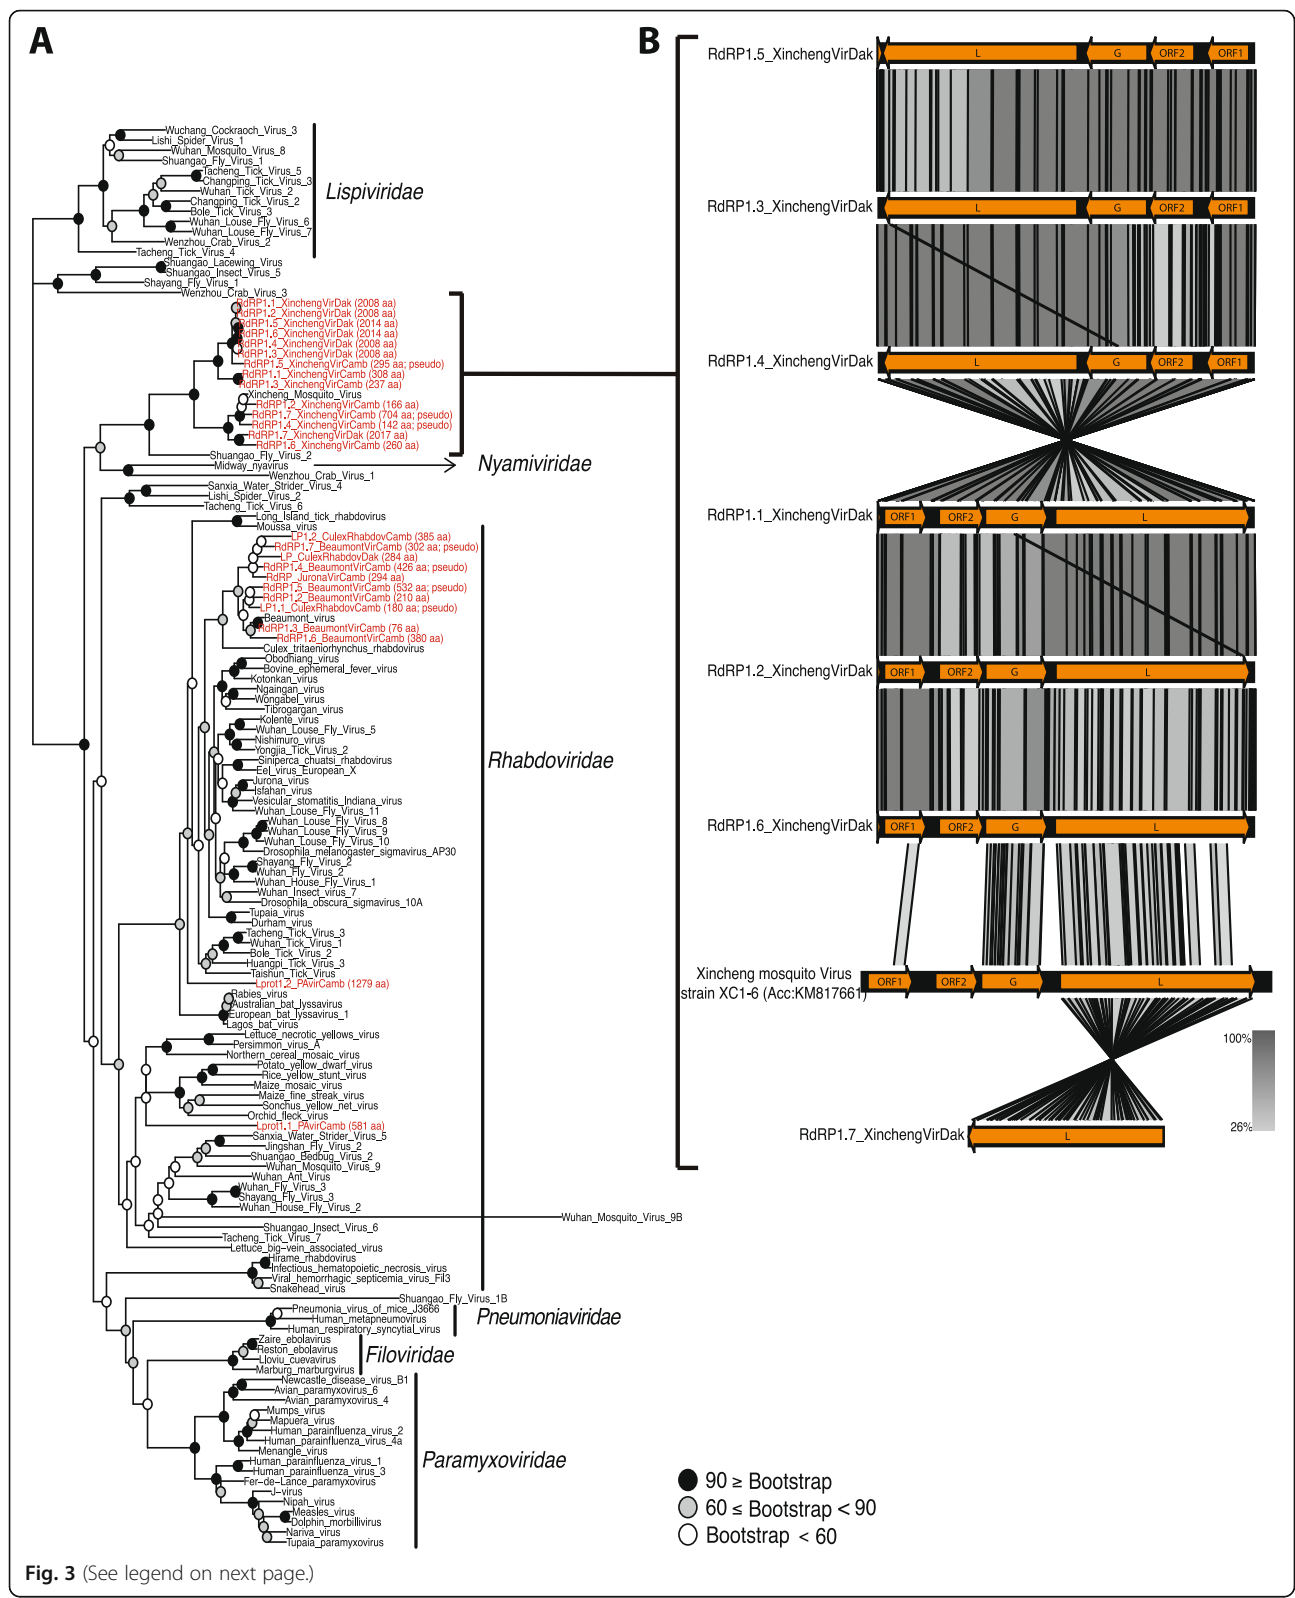 A
Wuchang_Cockraoch_Virus_3
Lishi_Spider_Virus_1
Wuhan_Mosquito_Virus_8
Shuangao_Fly_Virus_1
Tacheng_Tick_Virus_5
Changping_Tick_Virus_3
Wuhan_Tick_Virus_2
Changping_Tick_Virus_2
Bole_Tick_Virus_3
Wuhan_Louse_Fly_Virus_6
Wuhan_Louse_Fly_Virus_7
Wenzhou_Crab_Virus_2
Tacheng_Tick_Virus_4
Lispiviridae
Shuangao_Lacewing_Virus
Shuangao_Insect_Virus_5
Shayang_Fly_Virus_1
Wenzhou_Crab_Virus_3
RdRP1.1_XinchengVirDak (2008 aa)
RdRP1.2_XinchengVirDak (2008 aa)
RdRP1.5_XinchengVirDak (2014 aa)
RdRP1.6_XinchengVirDak (2014 aa)
RdRP1.4_XinchengVirDak (2008 aa)
RdRP1.3_XinchengVirDak (2008 aa)
RdRP1.5_XinchengVirCamb (295 aa; pseudo)
RdRP1.1_XinchengVirCamb (308 aa)
RdRP1.3_XinchengVirCamb (237 aa)
Xincheng_Mosquito_Virus
RdRP1.2_XinchengVirCamb (166 aa)
RdRP1.7_XinchengVirCamb (704 aa; pseudo)
RdRP1.4_XinchengVirCamb (142 aa; pseudo)
RdRP1.7_XinchengVirDak (2017 aa)
RdRP1.6_XinchengVirCamb (260 aa)
Shuangao_Fly_Virus_2
Midway_nyavirus
Wenzhou_Crab_Virus_1
Nyamiviridae
Sanxia_Water_Strider_Virus_4
Lishi_Spider_Virus_2
Tacheng_Tick_Virus_6
Long_Island_tick_rhabdovirus
Moussa_virus
LP1.2_CulexRhabdovCamb (385 aa)
RdRP1.7_BeaumontVirCamb (302 aa; pseudo)
LP_CulexRhabdovDak (284 aa)
RdRP1.4_BeaumontVirCamb (426 aa; pseudo)
RdRP_JuronaVirCamb (294 aa)
RdRP1.5_BeaumontVirCamb (532 aa; pseudo)
RdRP1.2_BeaumontVirCamb (210 aa)
LP1.1_CulexRhabdovCamb (180 aa; pseudo)
Beaumont_virus
RdRP1.3_BeaumontVirCamb (76 aa)
RdRP1.6_BeaumontVirCamb (380 aa)
Culex_tritaeniorhynchus_rhabdovirus
Obodhiang_virus
Bovine_ephemeral_fever_virus
Kotonkan_virus
Ngaingan_virus
Wongabel_virus
Tibrogargan_virus
Kolente_virus
Wuhan_Louse_Fly_Virus_5
Nishimuro_virus
Yongjia_Tick_Virus_2
Siniperca_chuatsi_rhabdovirus
Eel_virus_European_X
Jurona_virus
Isfahan_virus
Vesicular_stomatitis_Indiana_virus
Wuhan_Louse_Fly_Virus_11
Wuhan_Louse_Fly_Virus_8
Wuhan_Louse_Fly_Virus_9
Wuhan_Louse_Fly_Virus_10
Drosophila_melanogaster_sigmavirus_AP30
Shayang_Fly_Virus_2
Wuhan_Fly_Virus_2
Wuhan_House_Fly_Virus_1
Wuhan_Insect_virus_7
Drosophila_obscura_sigmavirus_10A
Tupaia_virus
Durham_virus
Tacheng_Tick_Virus_3
Wuhan_Tick_Virus_1
Bole_Tick_Virus_2
Huangpi_Tick_Virus_3
Taishun_Tick_Virus
Lprot1.2_PAvirCamb (1279 aa)
Rabies_virus
Australian_bat_lyssavirus
European_bat_lyssavirus_1
Lagos_bat_virus
Lettuce_necrotic_yellows_virus
Persimmon_virus_A
Northern_cereal_mosaic_virus
Potato_yellow_dwarf_virus
Rice_yellow_stunt_virus
Maize_mosaic_virus
Maize_fine_streak_virus
Sonchus_yellow_net_virus
Orchid_fleck_virus
Lprot1.1_PAvirCamb (581 aa)
Sanxia_Water_Strider_Virus_5
Jingshan_Fly_Virus_2
Shuangao_Bedbug_Virus_2
Wuhan_Mosquito_Virus_9
Wuhan_Ant_Virus
Wuhan_Fly_Virus_3
Shayang_Fly_Virus_3
Wuhan_House_Fly_Virus_2
Wuhan_Mosquito_Virus_9B
Shuangao_Insect_Virus_6
Tacheng_Tick_Virus_7
Lettuce_big-vein_associated_virus
Hirame_rhabdovirus
Infectious_hematopoietic_necrosis_virus
Viral_hemorrhagic_septicemia_virus_Fil3
Snakehead_virus
Rhabdoviridae
Shuangao_Fly_Virus_1B
Pneumonia_virus_of_mice_J3666
Human_metapneumovirus
Human_respiratory_syncytial_virus
Pneumoniaviridae
Zaire_ebolavirus
Reston_ebolavirus
Lloviu_cuevavirus
Marburg_marburgvirus
Filoviridae
Newcastle_disease_virus_B1
Avian_paramyxovirus_6
Avian_paramyxovirus_4
Mumps_virus
Mapuera_virus
Human_parainfluenza_virus_2
Human_parainfluenza_virus_4a
Menangle_virus
Human_parainfluenza_virus_1
Human_parainfluenza_virus_3
Fer-de-Lance_paramyxovirus
J-virus
Nipah_virus
Measles_virus
Dolphin_morbillivirus
Nariva_virus
Tupaia_paramyxovirus
Paramyxoviridae
90 ≥ Bootstrap
60 ≤ Bootstrap < 90
Bootstrap < 60
B
RdRP1.5_XinchengVirDak L G ORF2 ORF1
RdRP1.3_XinchengVirDak L G ORF2 ORF1
RdRP1.4_XinchengVirDak L G ORF2 ORF1
RdRP1.1_XinchengVirDak ORF1 ORF2 G L
RdRP1.2_XinchengVirDak ORF1 ORF2 G L
RdRP1.6_XinchengVirDak ORF1 ORF2 G L
Xincheng mosquito Virus
strain XC1-6 (Acc:KM817661) ORF1 ORF2 G L
100%
26%
RdRP1.7_XinchengVirDak L
Fig. 3 (See legend on next page.)